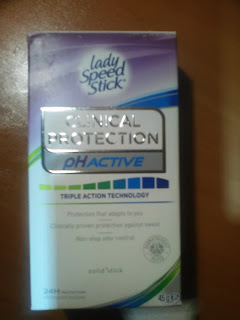 lady
Speed
Stick
CLINICAL
PROTECTION
pHACTIVE
TRIPLE ACTION TECHNOLOGY
Protection that adapts to you
Clinically proven protection against sweat
Non-stop odor control
solid/stick
24H